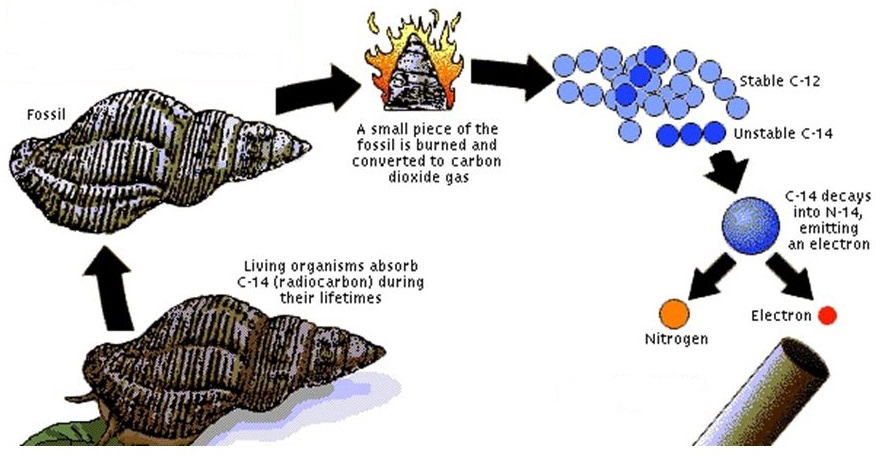 Fossil
A small piece of the
fossil is burned and
converted to carbon
dioxide gas
Stable C-12
Unstable C-14
C-14 decays
into N-14,
emitting
an electron
Living organisms absorb
C-14 (radiocarbon) during
their lifetimes
Nitrogen
Electron